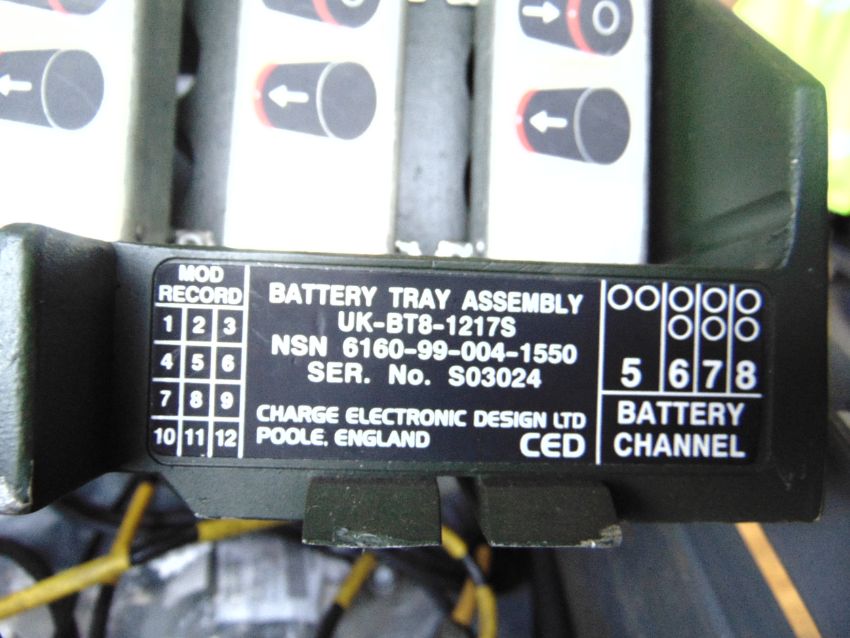 MOD
RECORD
1 2 3
4 5 6
7 8 9
10 11 12
BATTERY TRAY ASSEMBLY
UK-BT8-1217S
NSN 6160-99-004-1550
SER. No. S03024
CHARGE ELECTRONIC DESIGN LTD
POOLE, ENGLAND CED
5 6 7 8
BATTERY
CHANNEL